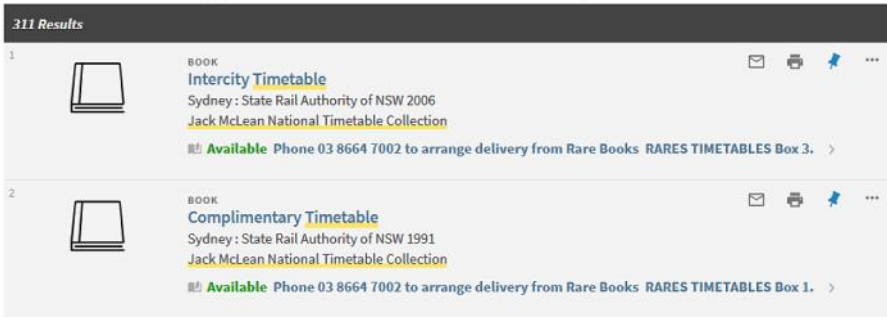 311 Results
1
BOOK
Intercity Timetable
Sydney : State Rail Authority of NSW 2006
Jack McLean National Timetable Collection
Available Phone 03 8664 7002 to arrange delivery from Rare Books RARES TIMETABLES Box 3. >
2
BOOK
Complimentary Timetable
Sydney : State Rail Authority of NSW 1991
Jack McLean National Timetable Collection
Available Phone 03 8664 7002 to arrange delivery from Rare Books RARES TIMETABLES Box 1. >